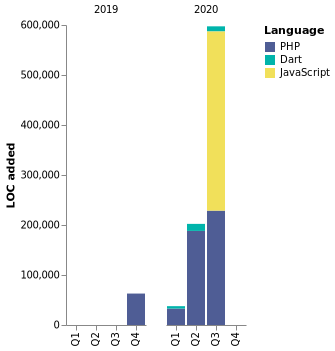 2019 2020
Language
PHP
Dart
JavaScript
LOC added
600,000
500,000
400,000
300,000
200,000
100,000
0
Q1 Q2 Q3 Q4 Q1 Q2 Q3 Q4